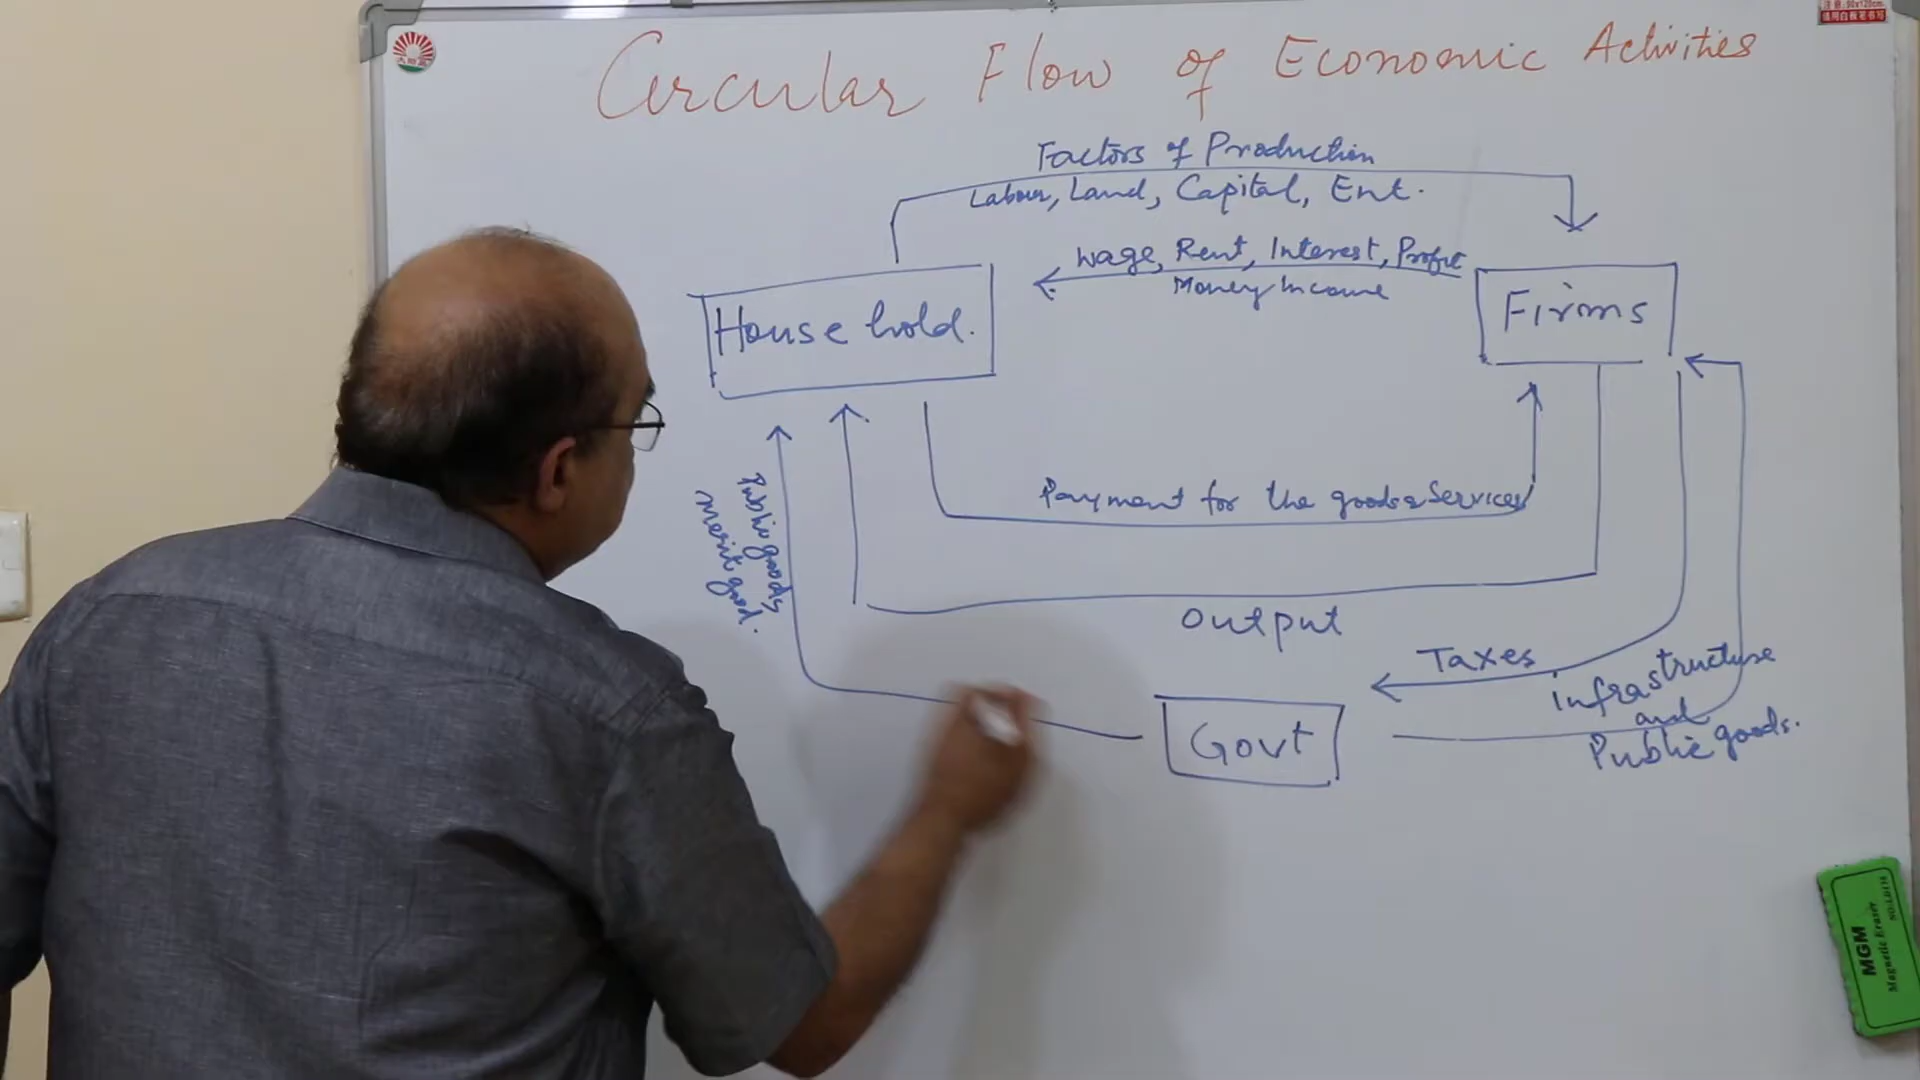 Circular Flow of Economic Activities
Factors of Production
Labour, Land, Capital, Ent.
Wage, Rent, Interest, Profit
Money Income
House hold.
Firms
Payment for the goods & Services
Public goods
merit good.
Output
Taxes
Infrastructure
and
Public goods.
Govt
MGM
Magnetic Eraser